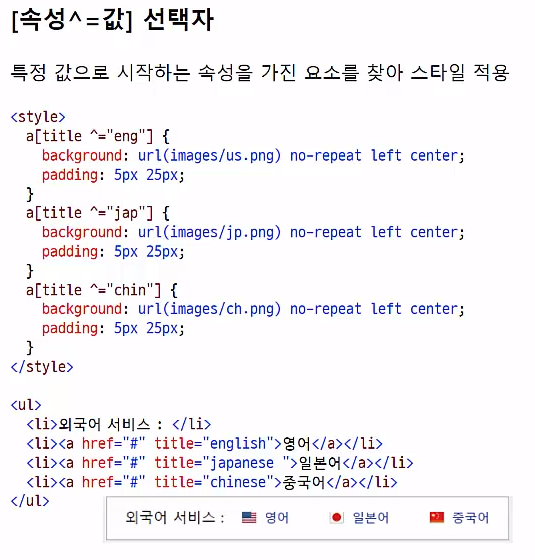 [속성^=값] 선택자
특정 값으로 시작하는 속성을 가진 요소를 찾아 스타일 적용
<style>
a[title ^="eng"] {
background: url(images/us.png) no-repeat left center;
padding: 5px 25px;
}
a[title ^="jap"] {
background: url(images/jp.png) no-repeat left center;
padding: 5px 25px;
}
a[title ^="chin"] {
background: url(images/ch.png) no-repeat left center;
padding: 5px 25px;
}
</style>
<ul>
<li>외국어 서비스 : </li>
<li><a href="#" title="english">영어</a></li>
<li><a href="#" title="japanese ">일본어</a></li>
<li><a href="#" title="chinese">중국어</a></li>
</ul>
외국어 서비스 : 영어 일본어 중국어